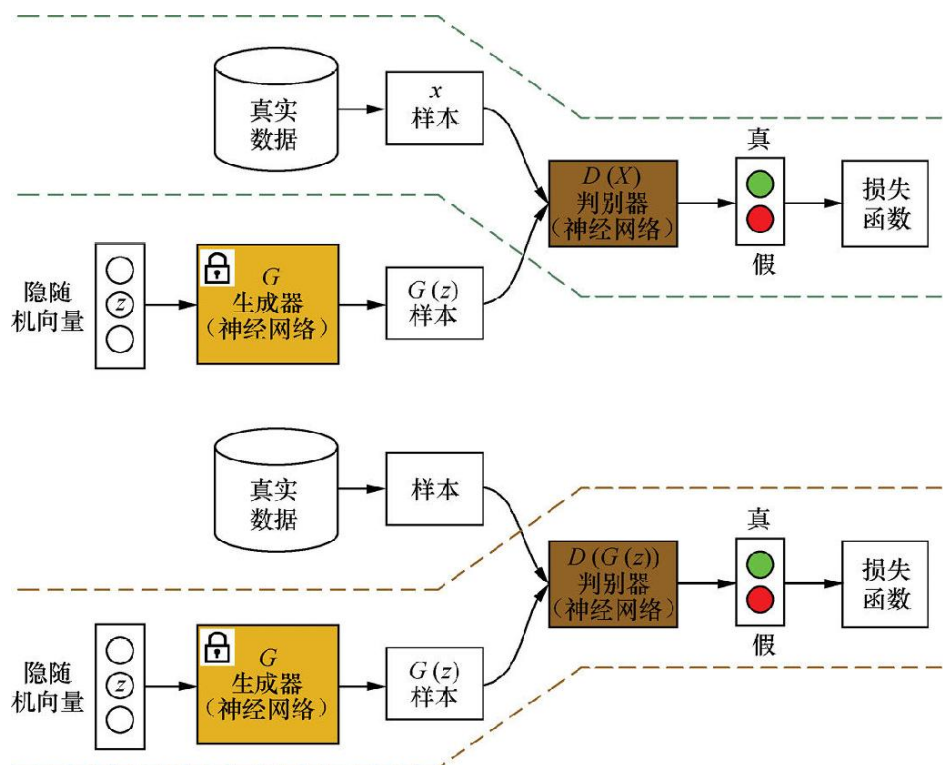 真实
数据
x
样本
D(X)
判别器
(神经网络)
真
假
损失
函数
隐随
机向量
z
G
生成器
(神经网络)
G(z)
样本
真实
数据
样本
D(G(z))
判别器
(神经网络)
真
假
损失
函数
隐随
机向量
z
G
生成器
(神经网络)
G(z)
样本